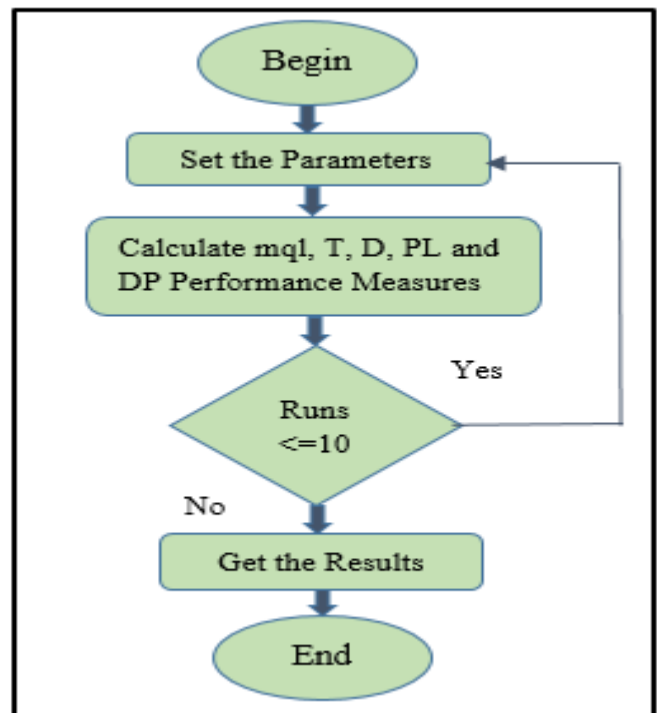 Begin
Set the Parameters
Calculate mql, T, D, PL and
DP Performance Measures
Yes
Runs
<=10
No
Get the Results
End